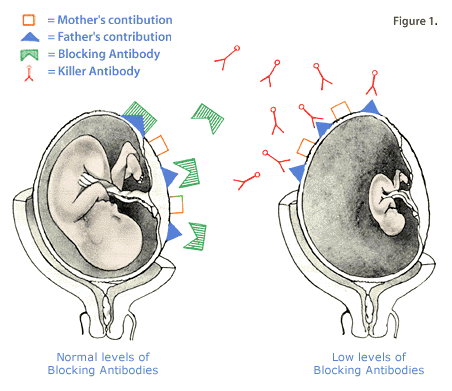 = Mother's contibution
= Father's contribution
= Blocking Antibody
= Killer Antibody
Figure 1.
Normal levels of
Blocking Antibodies
Low levels of
Blocking Antibodies